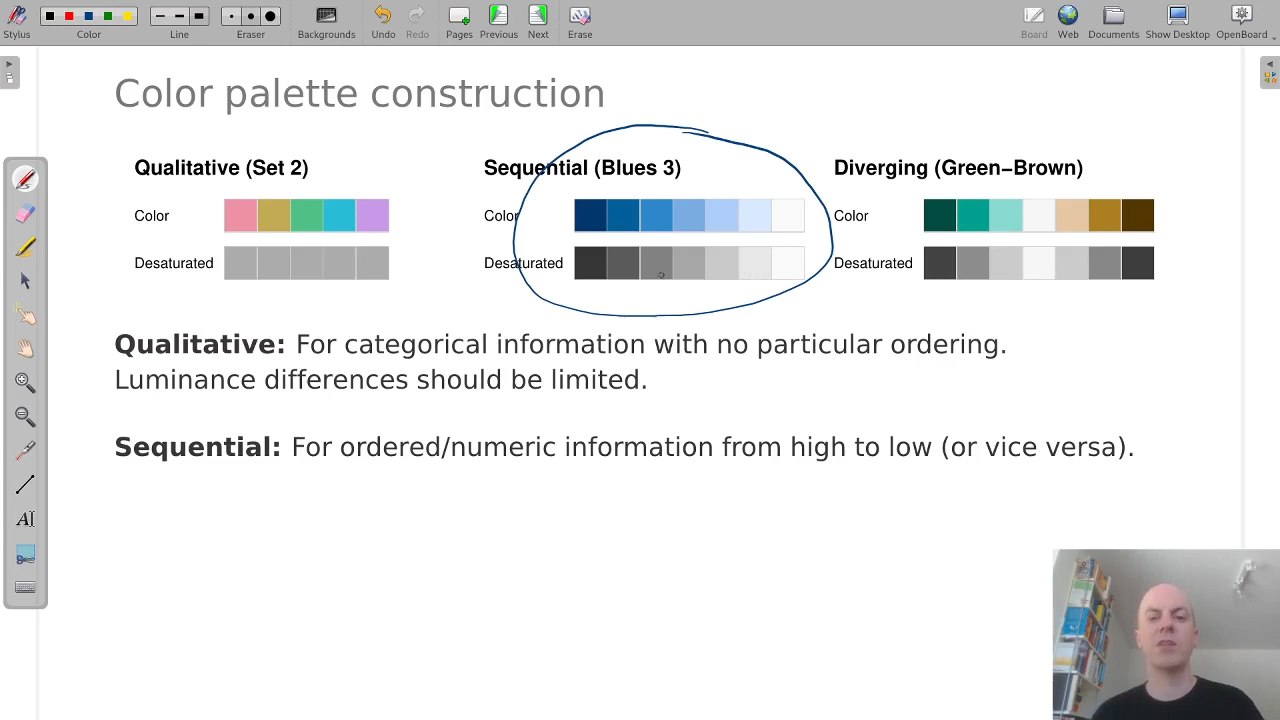 Stylus Color Line Eraser Backgrounds Undo Redo Pages Previous Next Erase Board Web Documents Show Desktop OpenBoard
Color palette construction
Qualitative (Set 2) Sequential (Blues 3) Diverging (Green–Brown)
Color Color Color
Desaturated Desaturated Desaturated
Qualitative: For categorical information with no particular ordering.
Luminance differences should be limited.
Sequential: For ordered/numeric information from high to low (or vice versa).
AI